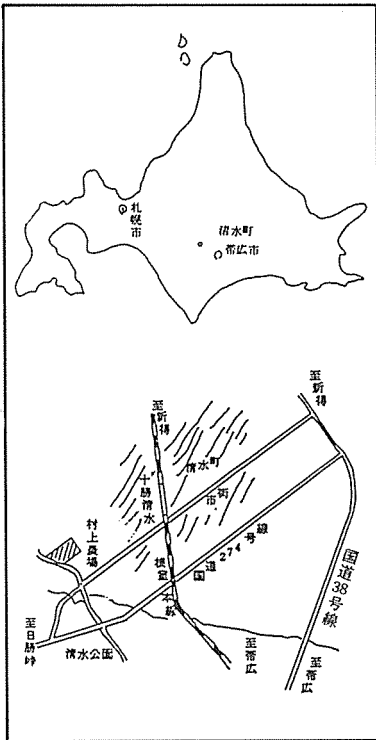 札幌市
清水町
帯広市
至新得
至新得
清水町
市街
十勝清水
村上農場
根室本線
国道274号線
国道38号線
至日勝峠
清水公園
至帯広
至帯広